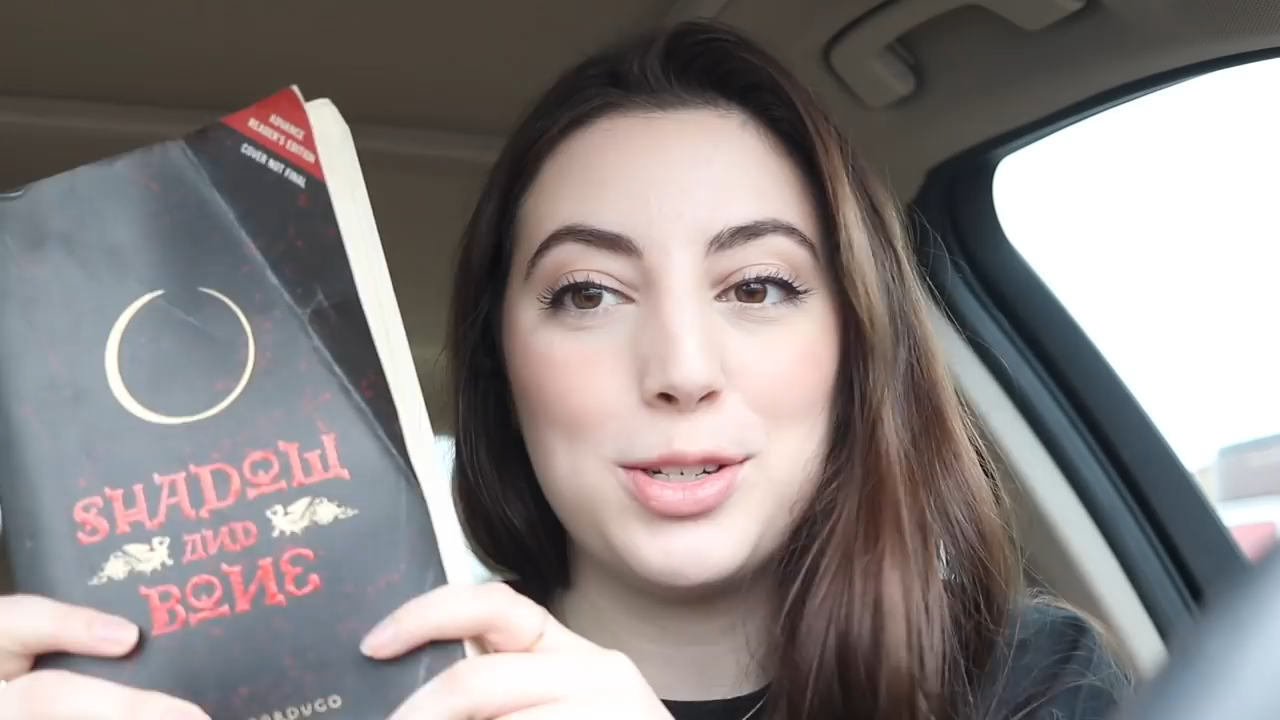 ADVANCE
READER'S EDITION
COVER NOT FINAL
SHADOW
AND
BONE